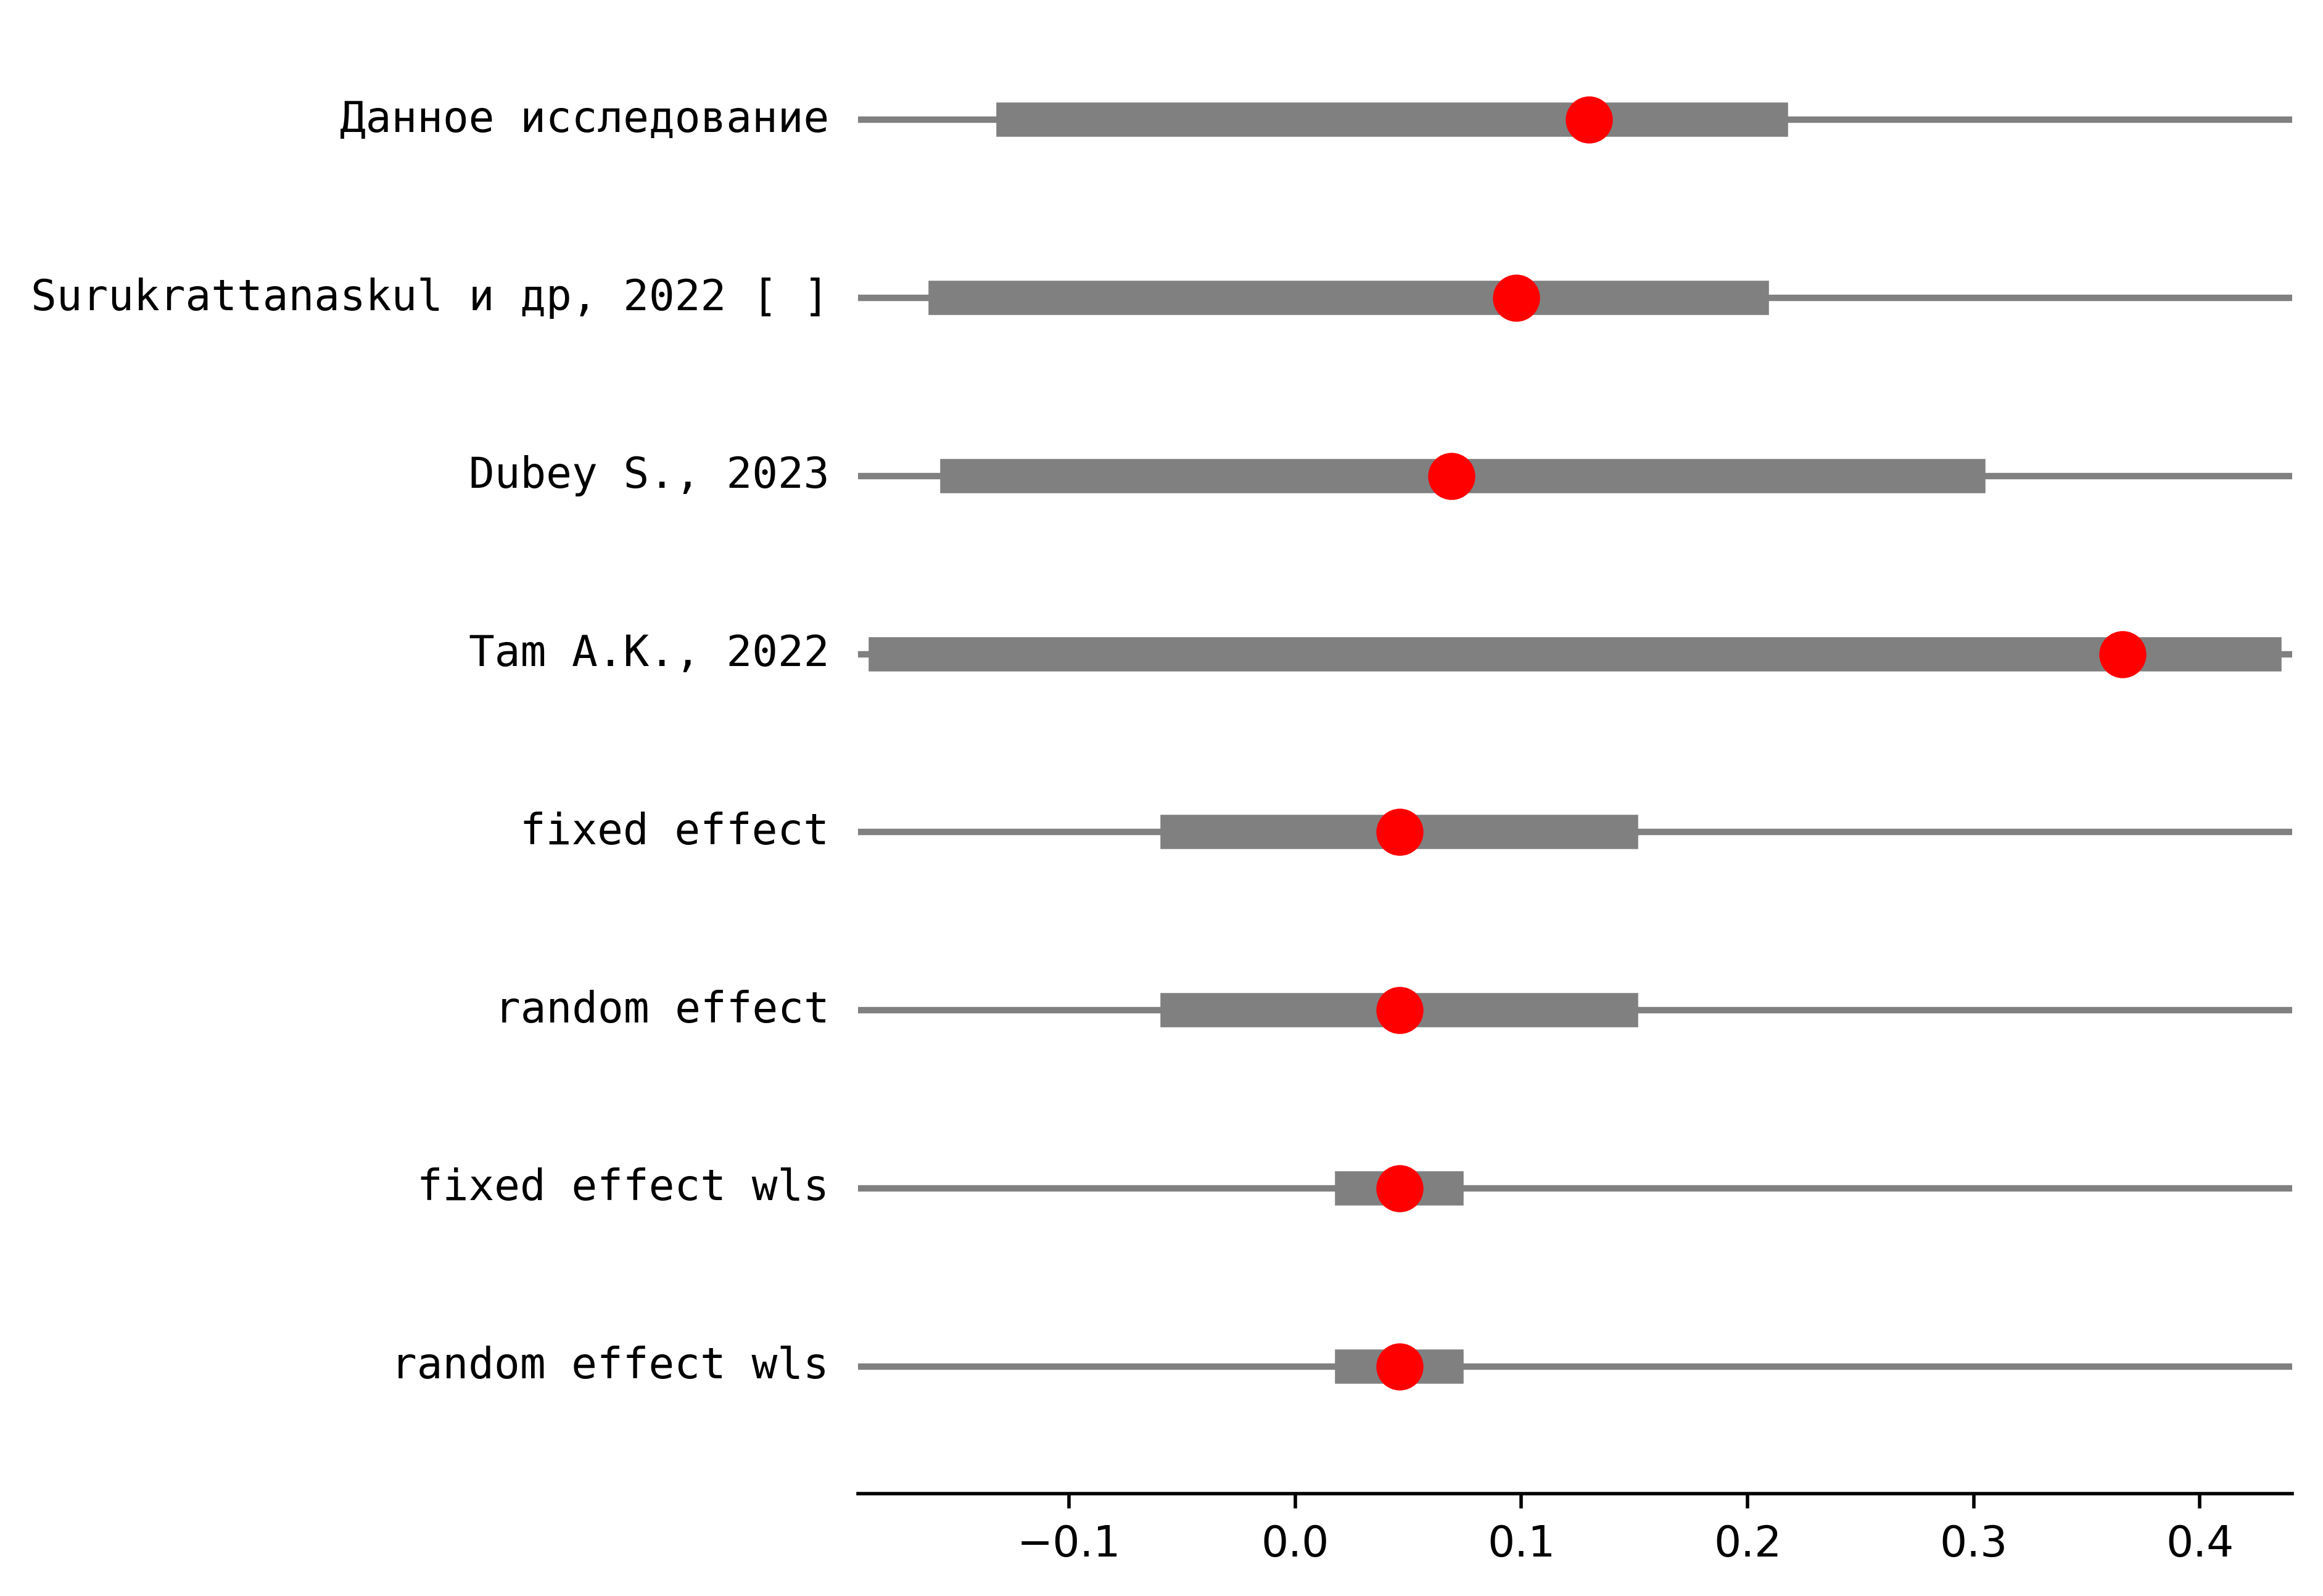 Данное исследование
Surukrattanaskul и др, 2022 [ ]
Dubey S., 2023
Tam A.K., 2022
fixed effect
random effect
fixed effect wls
random effect wls
−0.1 0.0 0.1 0.2 0.3 0.4